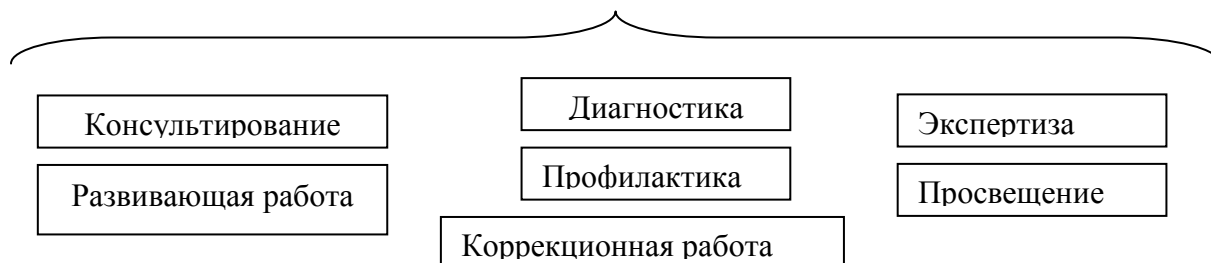 Консультирование
Диагностика
Экспертиза
Развивающая работа
Профилактика
Просвещение
Коррекционная работа